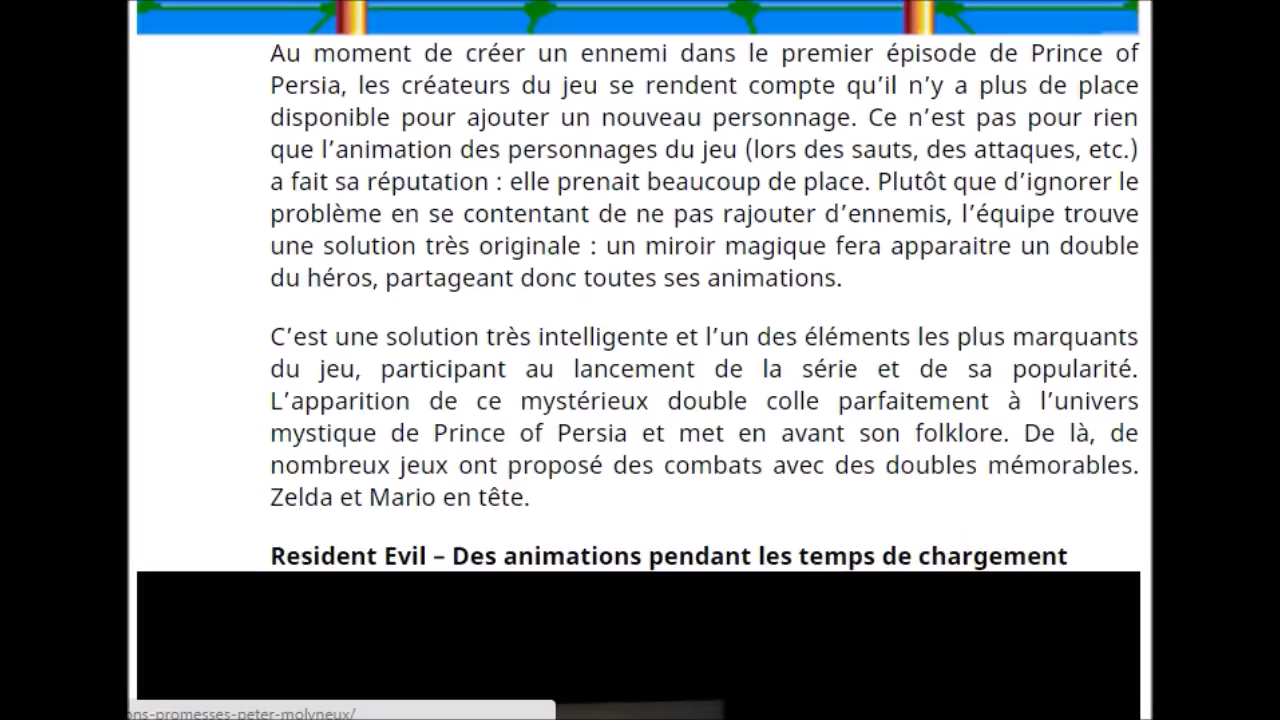 Au moment de créer un ennemi dans le premier épisode de Prince of
Persia, les créateurs du jeu se rendent compte qu’il n’y a plus de place
disponible pour ajouter un nouveau personnage. Ce n’est pas pour rien
que l’animation des personnages du jeu (lors des sauts, des attaques, etc.)
a fait sa réputation : elle prenait beaucoup de place. Plutôt que d’ignorer le
problème en se contentant de ne pas rajouter d’ennemis, l’équipe trouve
une solution très originale : un miroir magique fera apparaitre un double
du héros, partageant donc toutes ses animations.
C’est une solution très intelligente et l’un des éléments les plus marquants
du jeu, participant au lancement de la série et de sa popularité.
L’apparition de ce mystérieux double colle parfaitement à l’univers
mystique de Prince of Persia et met en avant son folklore. De là, de
nombreux jeux ont proposé des combats avec des doubles mémorables.
Zelda et Mario en tête.
Resident Evil – Des animations pendant les temps de chargement
ns-promesses-peter-molyneux/